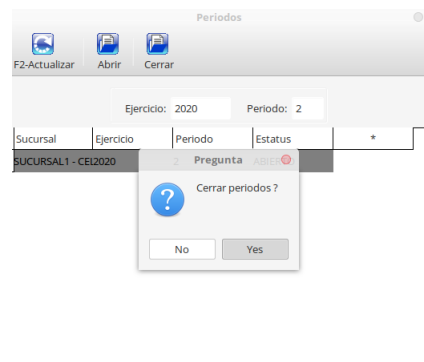 Periodos
F2-Actualizar Abrir Cerrar
Ejercicio: 2020 Periodo: 2
Sucursal Ejercicio Periodo Estatus *
SUCURSAL1 - CEI2020 2
Pregunta
Cerrar periodos ?
No Yes